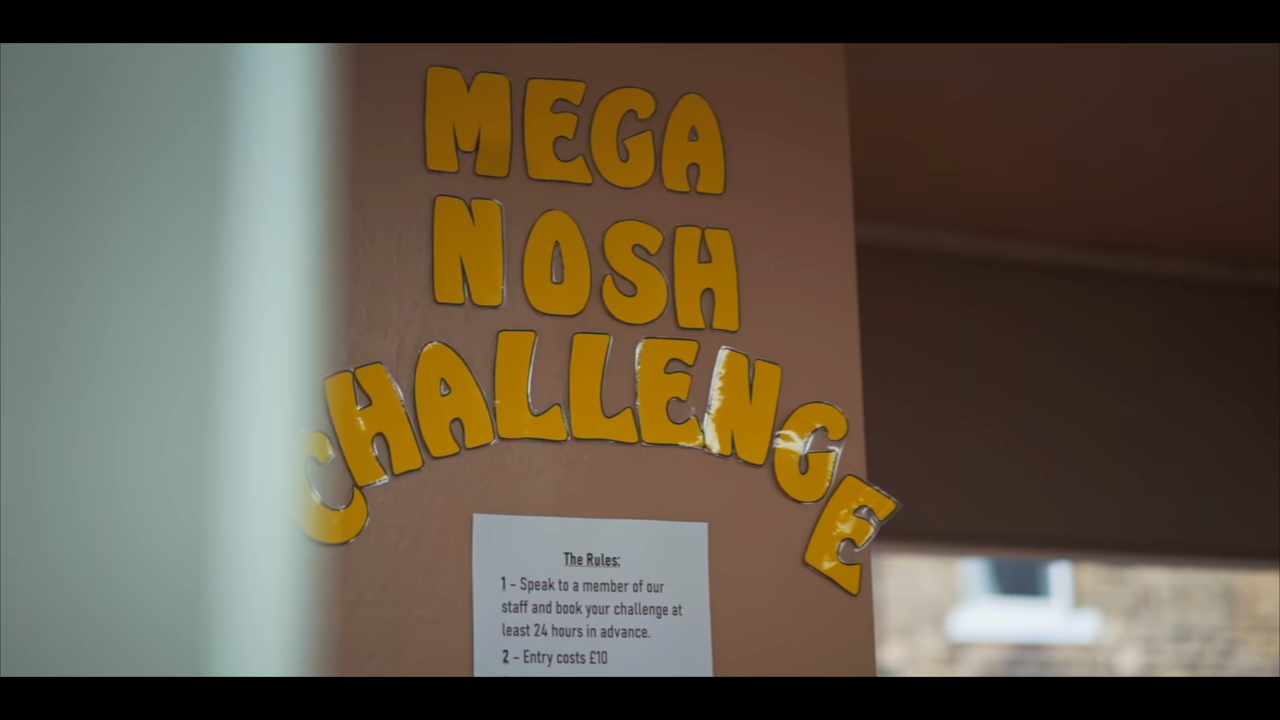 MEGA
NOSH
CHALLENGE
The Rules:
1 – Speak to a member of our
staff and book your challenge at
least 24 hours in advance.
2 – Entry costs £10